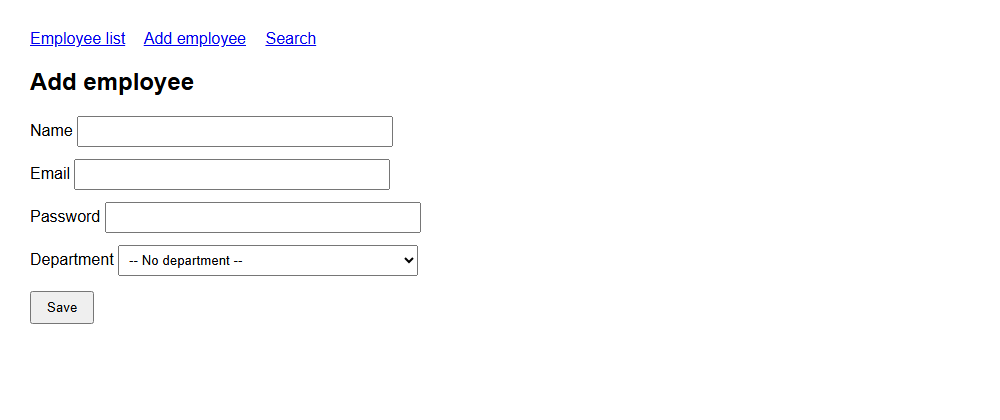 Employee list Add employee Search
Add employee
Name
Email
Password
Department -- No department --
Save